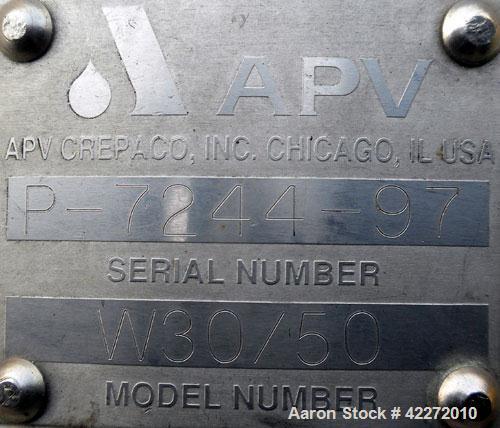 APV
APV CREPACO, INC. CHICAGO, IL USA
P-7244-97
SERIAL NUMBER
W30/50
MODEL NUMBER
Aaron Stock # 42272010